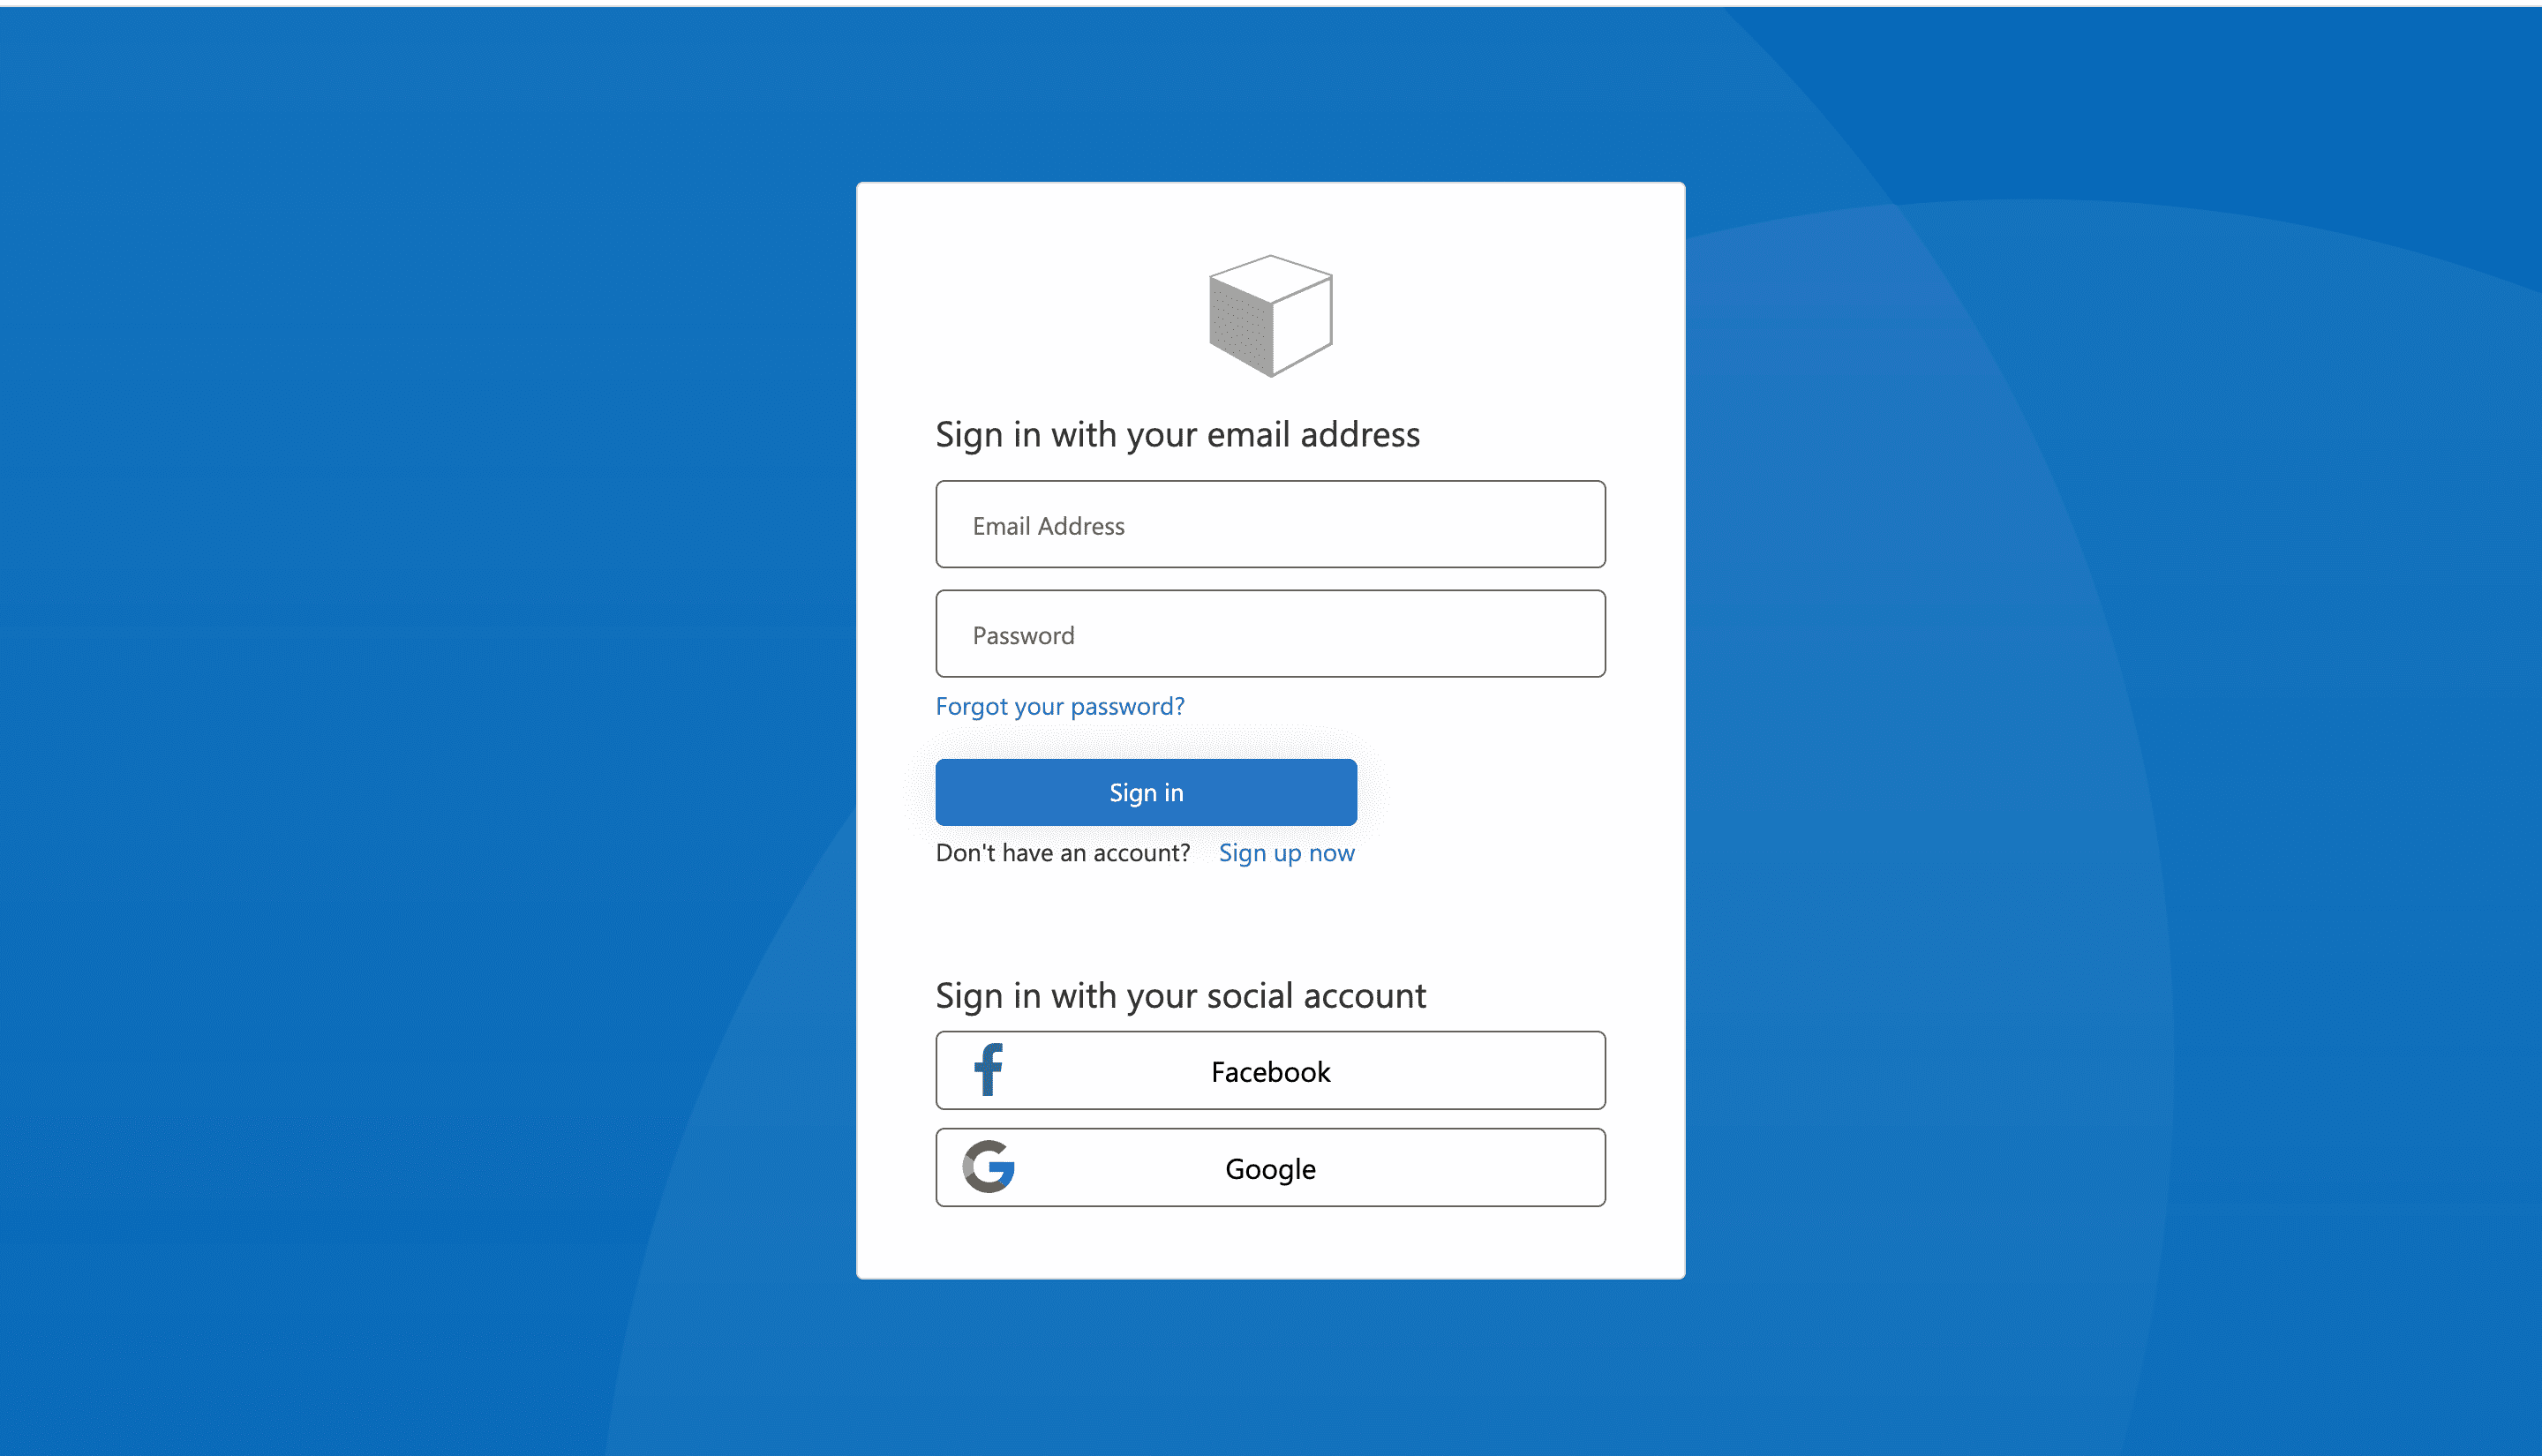 Sign in with your email address
Email Address
Password
Forgot your password?
Sign in
Don't have an account? Sign up now
Sign in with your social account
Facebook
Google